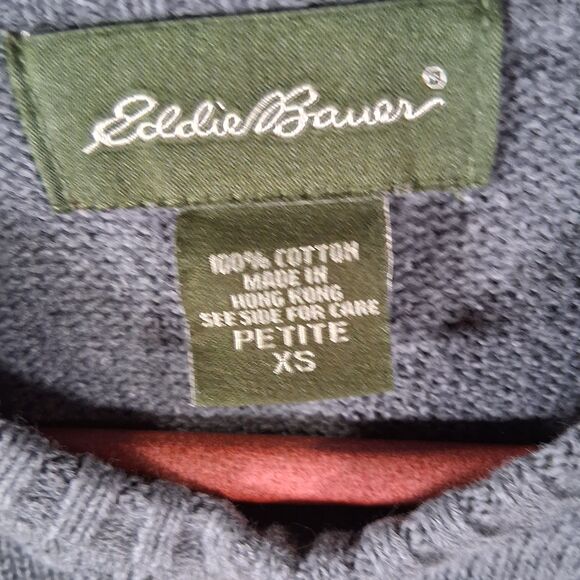 Eddie Bauer®
100% COTTON
MADE IN
HONG KONG
SEE SIDE FOR CARE
PETITE
XS